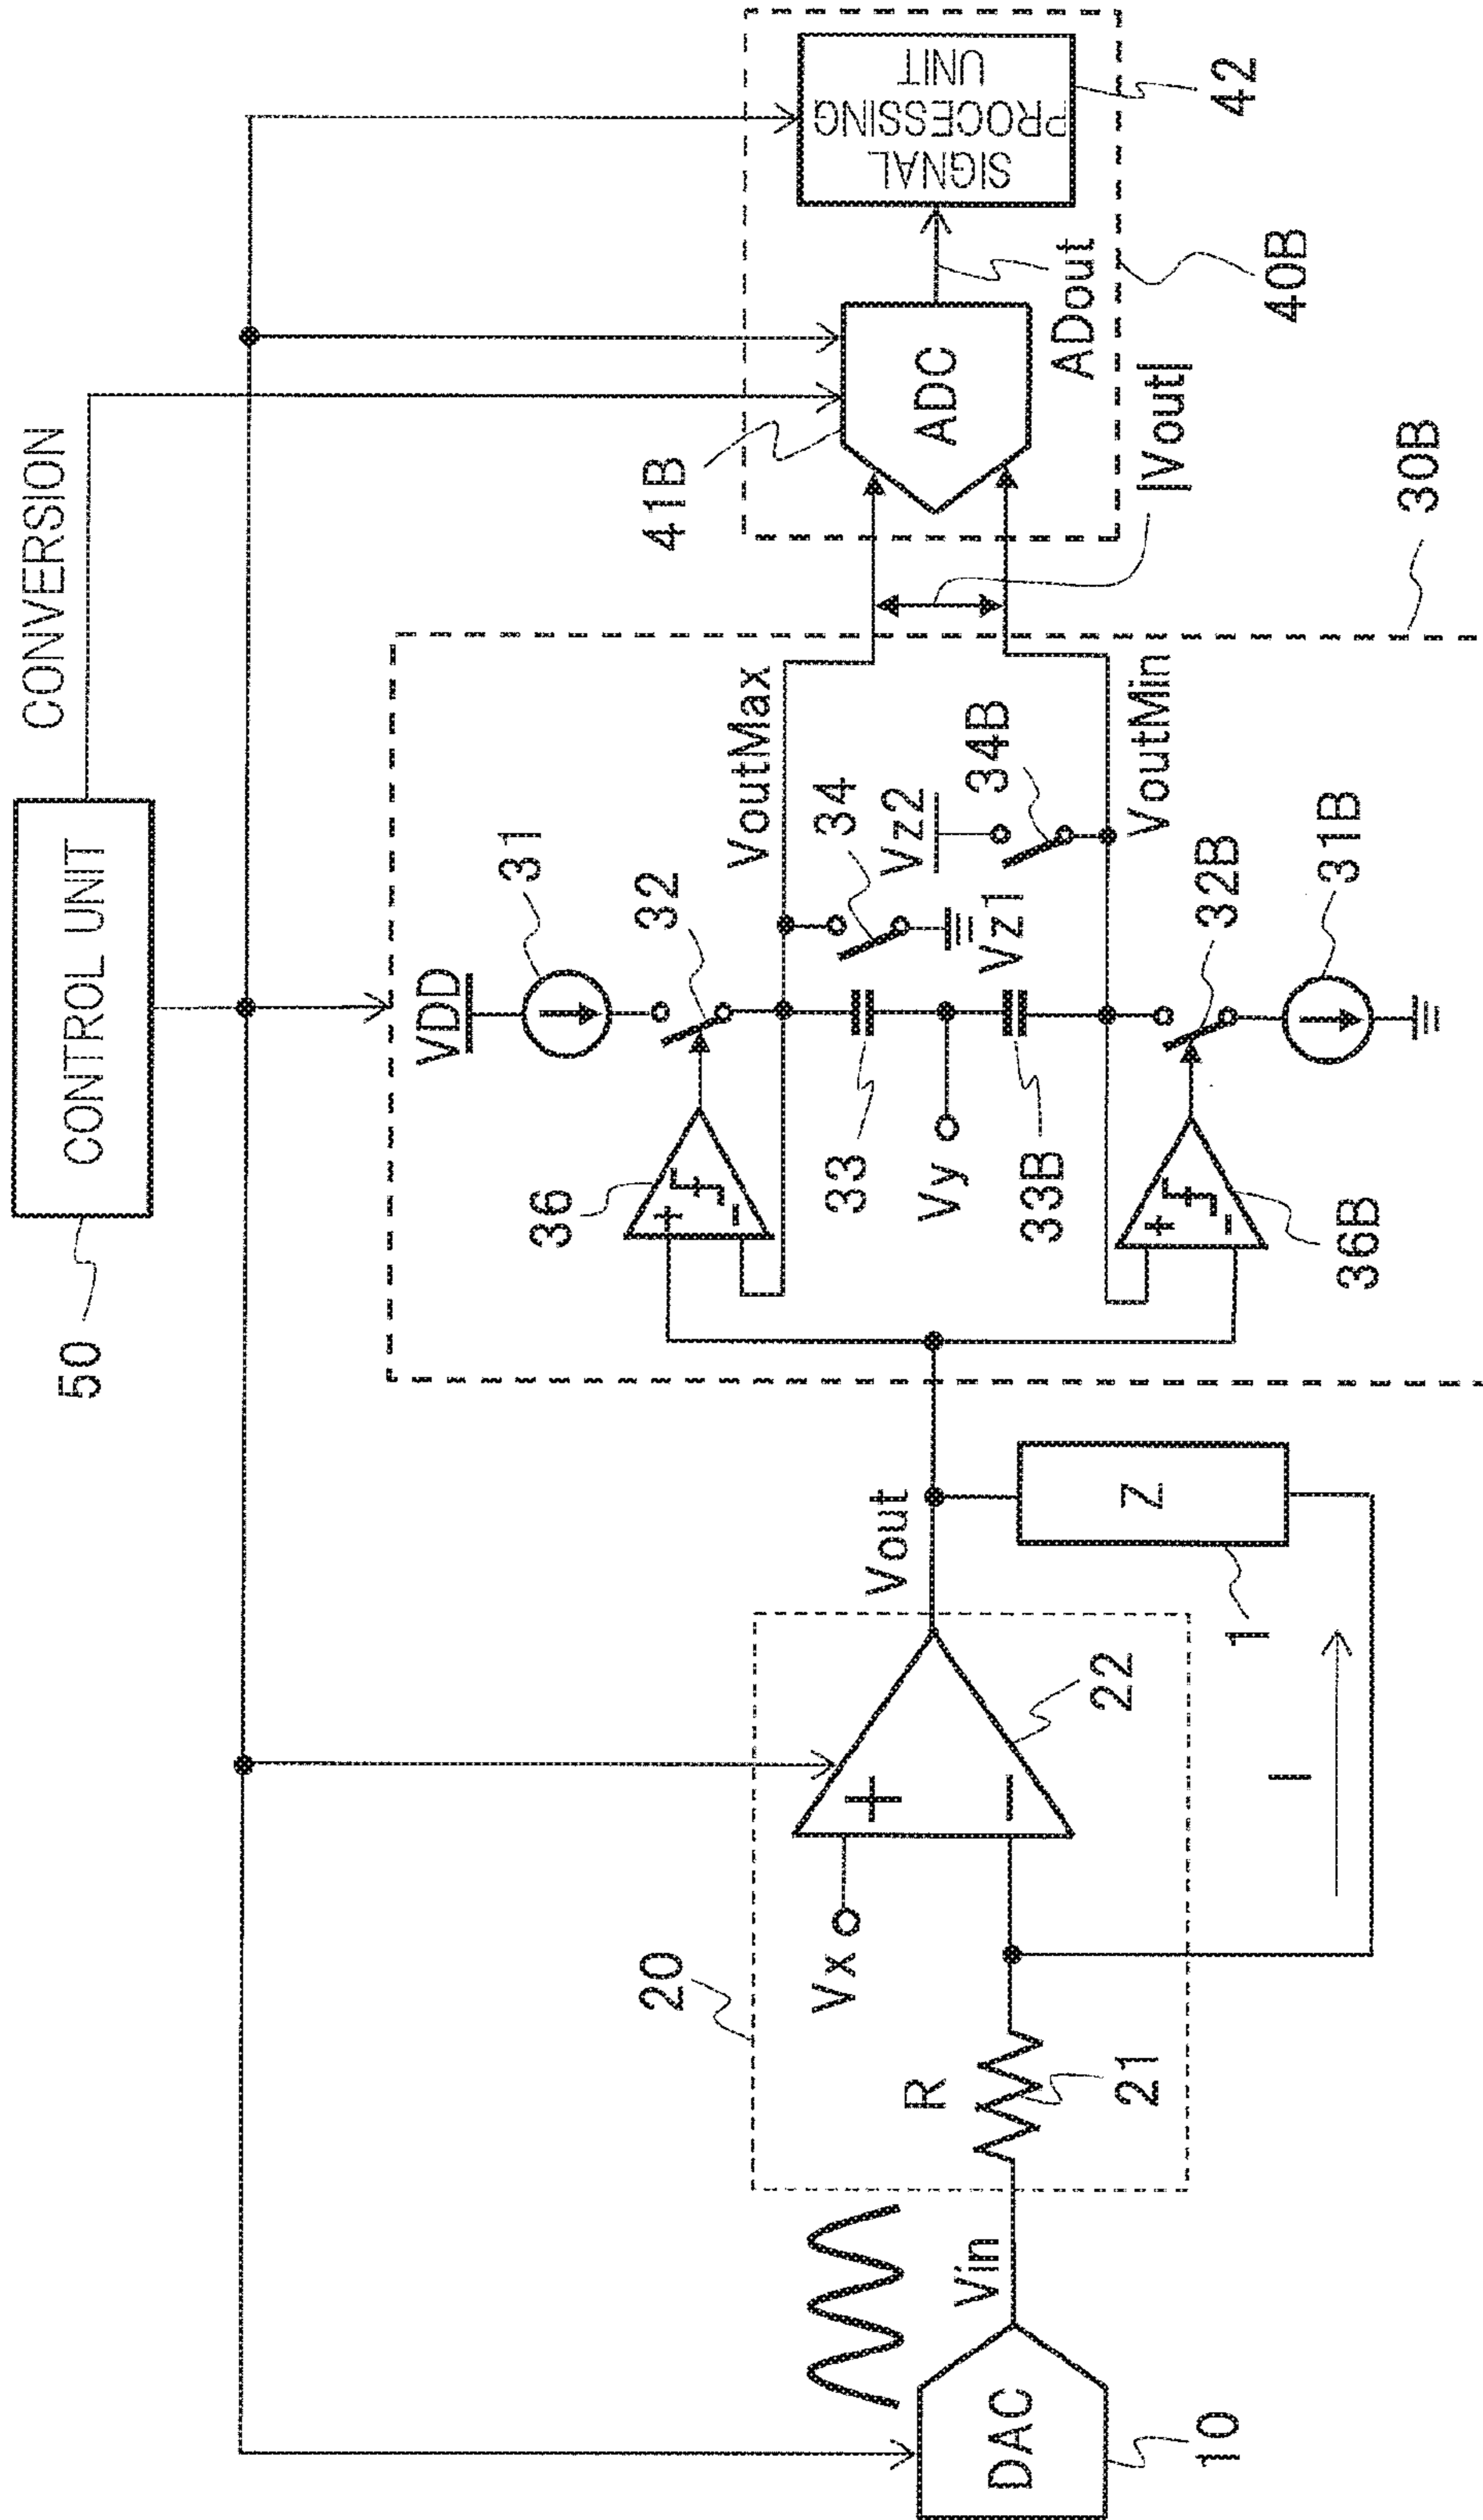 50
CONTROL UNIT
CONVERSION
DAC
10
Vin
20
R
21
Vx
+
−
22
I
Vout
Z
1
30B
VDD
31
32
36
+
−
33
Vy
33B
VoutMax
34
Vz1
Vz2
34B
VoutMin
36B
+
−
32B
31B
|Vout|
41B
ADC
ADout
40B
SIGNAL
PROCESSING
UNIT
42